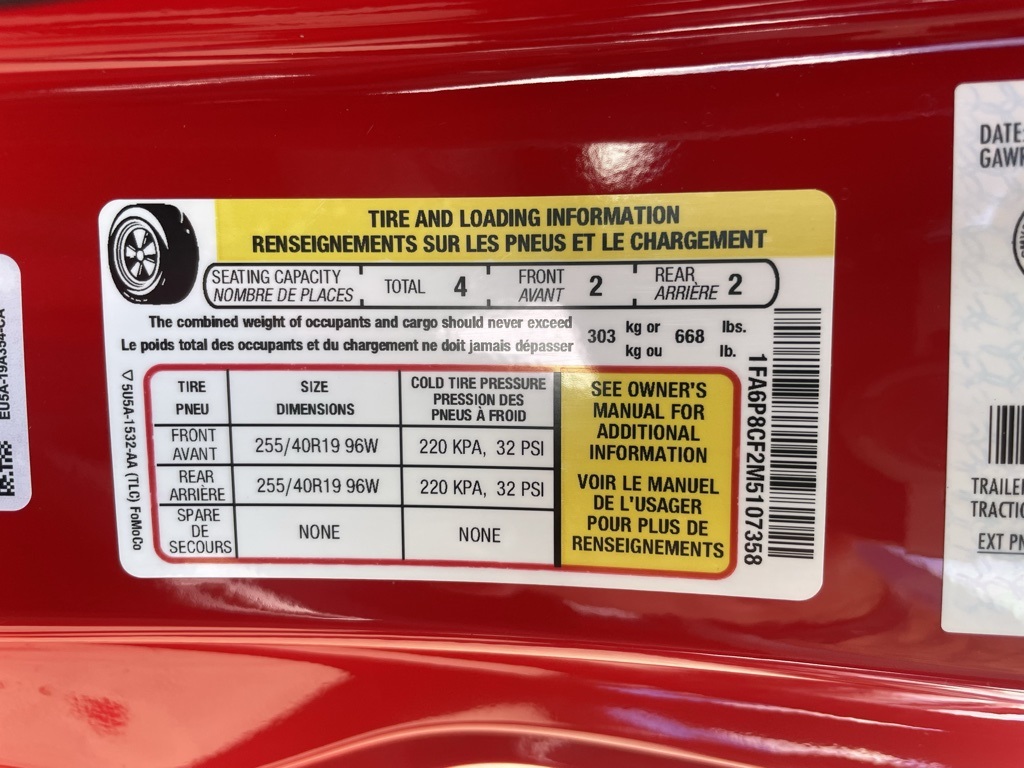 TIRE AND LOADING INFORMATION
RENSEIGNEMENTS SUR LES PNEUS ET LE CHARGEMENT
SEATING CAPACITY
NOMBRE DE PLACES
TOTAL 4
FRONT
AVANT
2
REAR
ARRIÈRE
2
The combined weight of occupants and cargo should never exceed
Le poids total des occupants et du chargement ne doit jamais dépasser
303
kg or
kg ou
668
lbs.
lb.
TIRE
PNEU
SIZE
DIMENSIONS
COLD TIRE PRESSURE
PRESSION DES
PNEUS À FROID
FRONT
AVANT
255/40R19 96W
220 KPA, 32 PSI
REAR
ARRIÈRE
255/40R19 96W
220 KPA, 32 PSI
SPARE
DE
SECOURS
NONE
NONE
SEE OWNER'S
MANUAL FOR
ADDITIONAL
INFORMATION
VOIR LE MANUEL
DE L'USAGER
POUR PLUS DE
RENSEIGNEMENTS
1FA6P8CF2M5107358
5U5A-1532-AA (TLC) FoMoCo
EU5A-19A394-CA
DATE:
TRAILE
TRACTIO
EXT PN